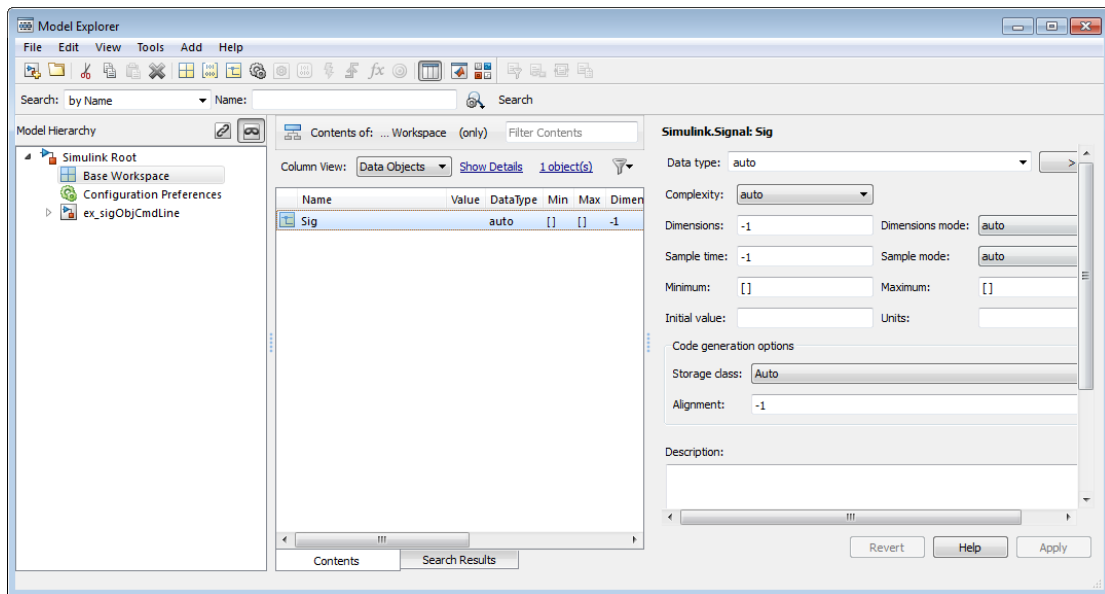 Model Explorer
File Edit View Tools Add Help
Search: by Name Name: Search
Model Hierarchy
Simulink Root
Base Workspace
Configuration Preferences
ex_sigObjCmdLine
Contents of: ... Workspace (only) Filter Contents
Column View: Data Objects Show Details 1 object(s)
Name Value DataType Min Max Dimen
Sig auto [] [] -1
Contents Search Results
Simulink.Signal: Sig
Data type: auto >
Complexity: auto
Dimensions: -1 Dimensions mode: auto
Sample time: -1 Sample mode: auto
Minimum: [] Maximum: []
Initial value: Units:
Code generation options
Storage class: Auto
Alignment: -1
Description:
Revert Help Apply